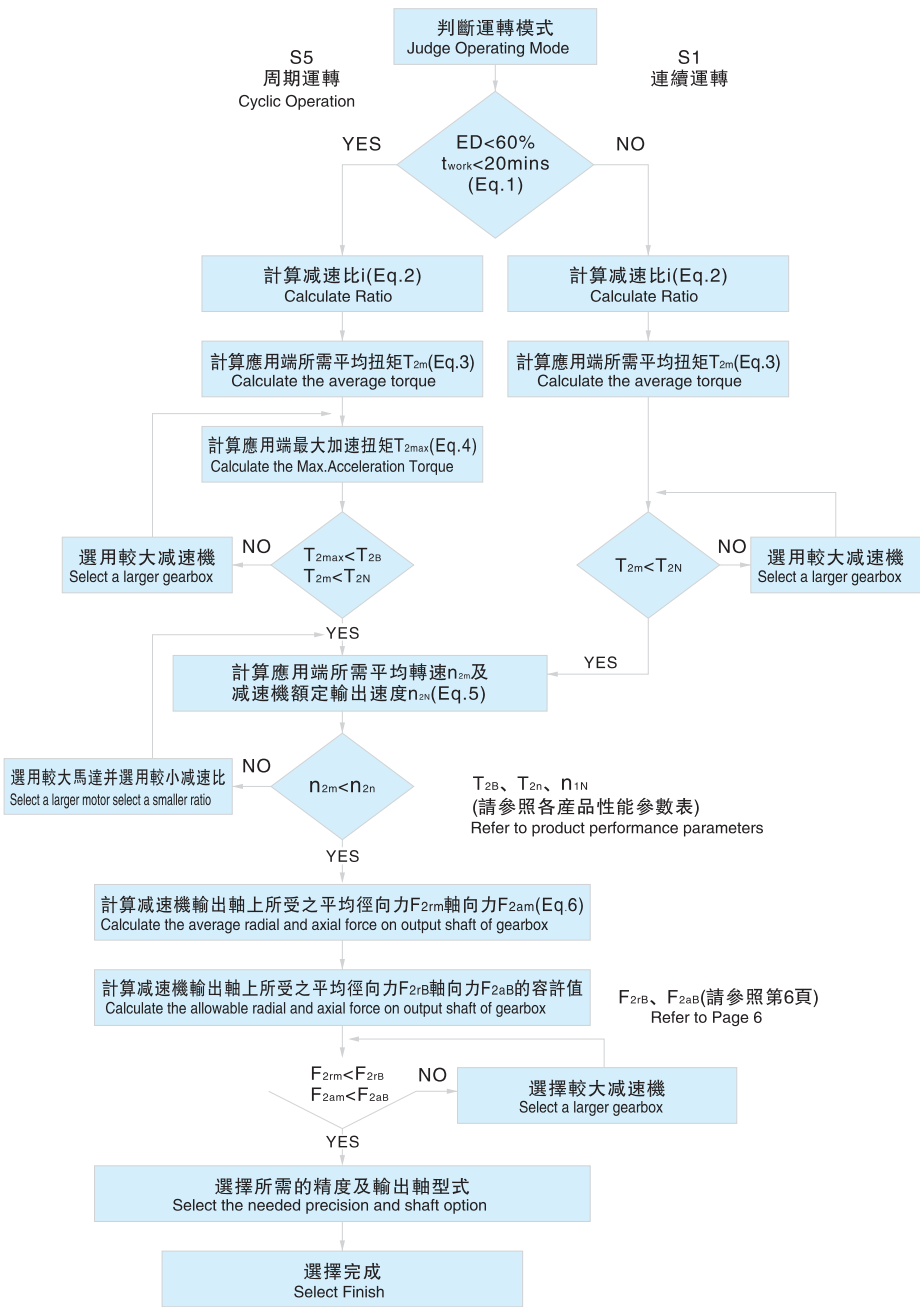 判斷運轉模式
Judge Operating Mode
S5
周期運轉
Cyclic Operation
S1
連續運轉
YES
ED<60%
twork<20mins
(Eq.1)
NO
計算减速比i(Eq.2)
Calculate Ratio
計算减速比i(Eq.2)
Calculate Ratio
計算應用端所需平均扭矩T2m(Eq.3)
Calculate the average torque
計算應用端所需平均扭矩T2m(Eq.3)
Calculate the average torque
計算應用端最大加速扭矩T2max(Eq.4)
Calculate the Max.Acceleration Torque
選用較大减速機
Select a larger gearbox
NO
T2max<T2B
T2m<T2N
T2m<T2N
NO
選用較大减速機
Select a larger gearbox
YES
YES
計算應用端所需平均轉速n2m及
减速機額定輸出速度n2N(Eq.5)
選用較大馬達并選用較小减速比
Select a larger motor select a smaller ratio
NO
n2m<n2n
T2B、T2n、n1N
(請參照各産品性能參數表)
Refer to product performance parameters
YES
計算减速機輸出軸上所受之平均徑向力F2rm軸向力F2am(Eq.6)
Calculate the average radial and axial force on output shaft of gearbox
計算减速機輸出軸上所受之平均徑向力F2rB軸向力F2aB的容許值
Calculate the allowable radial and axial force on output shaft of gearbox
F2rB、F2aB(請參照第6頁)
Refer to Page 6
F2rm<F2rB
F2am<F2aB
NO
選擇較大减速機
Select a larger gearbox
YES
選擇所需的精度及輸出軸型式
Select the needed precision and shaft option
選擇完成
Select Finish